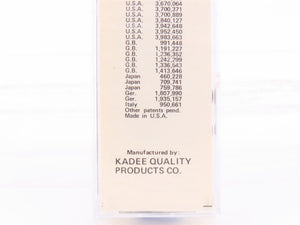 U.S.A. 3,670,064
U.S.A. 3,700,371
U.S.A. 3,700,889
U.S.A. 3,840,127
U.S.A. 3,942,648
U.S.A. 3,952,450
U.S.A. 3,983,663
G.B. 991,448
G.B. 1,191,227
G.B. 1,236,352
G.B. 1,242,299
G.B. 1,336,543
G.B. 1,413,646
Japan 460,228
Japan 709,741
Japan 759,786
Ger. 1,607,990
Ger. 1,935,157
Italy 950,661
Other patents pend.
Made in U.S.A.
Manufactured by:
KADEE QUALITY
PRODUCTS CO.